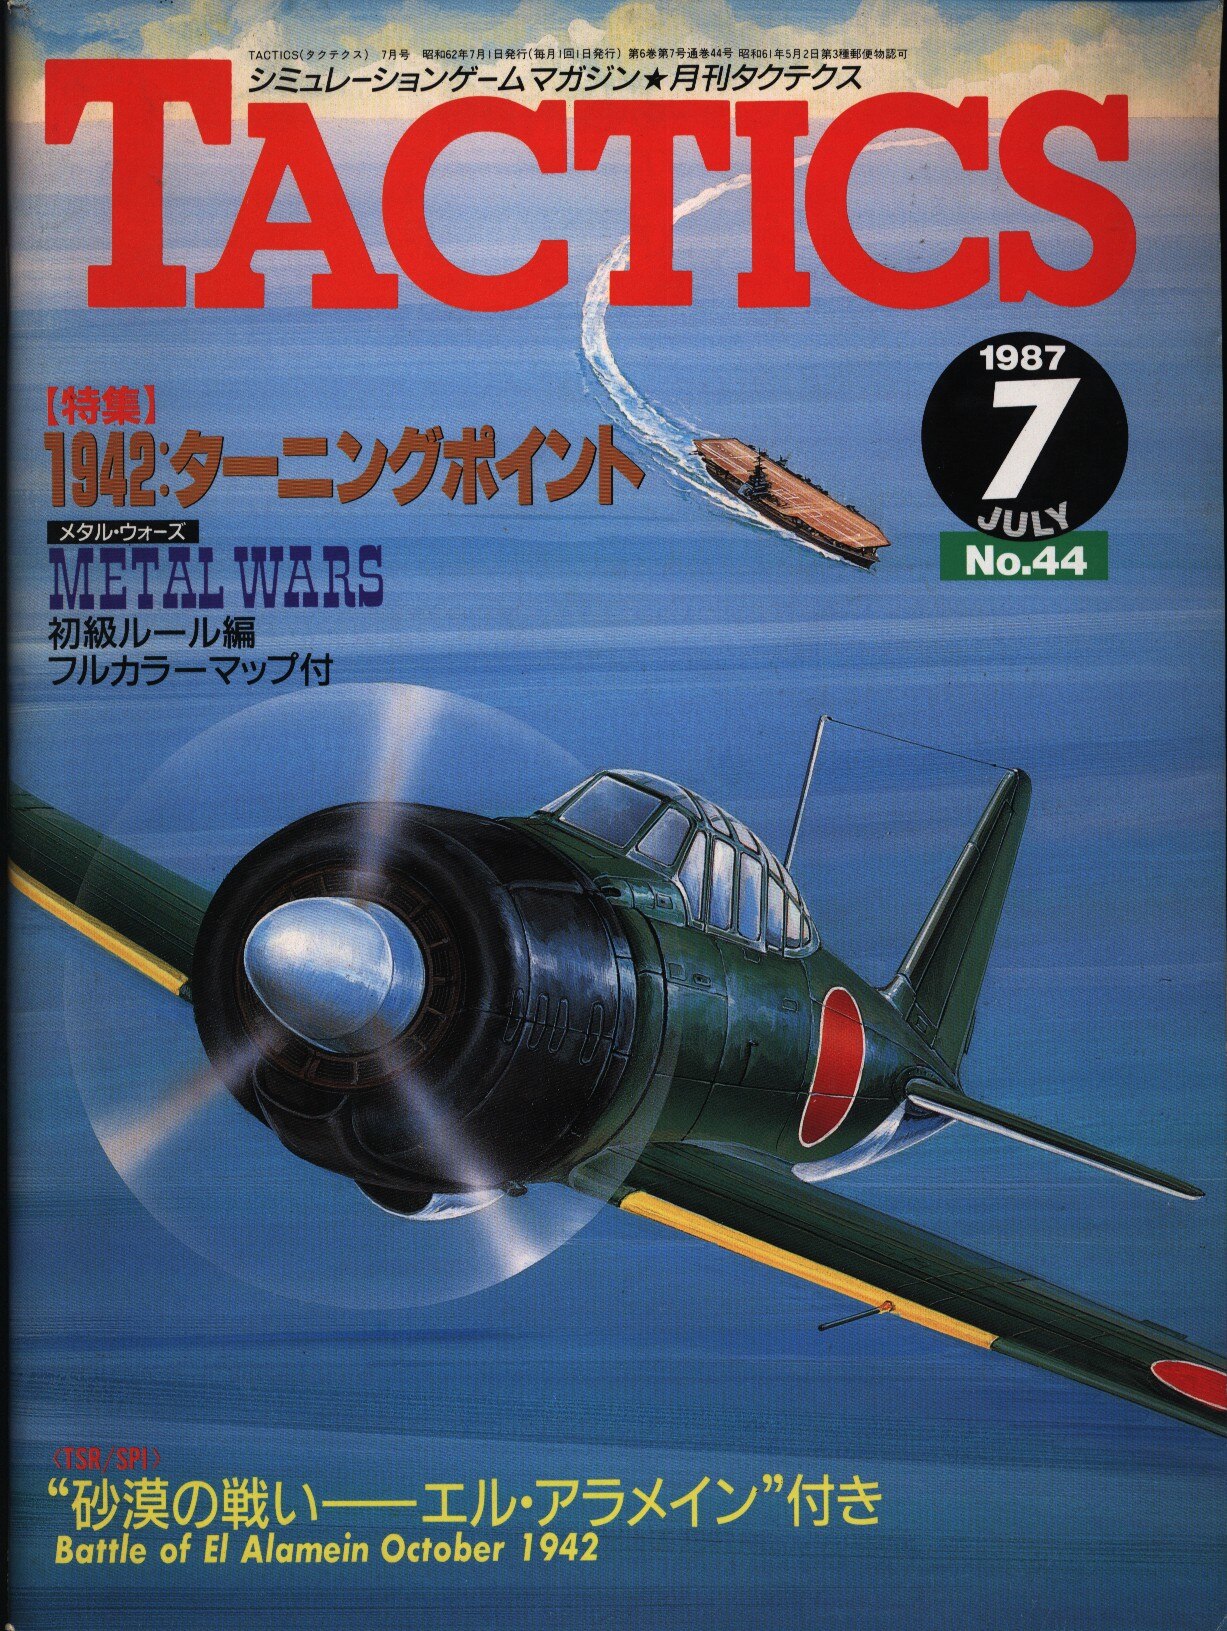 TACTICS(タクテクス) 7月号 昭和62年7月1日発行(毎月1回1日発行) 第6巻第7号通巻44号 昭和61年5月2日第3種郵便物認可
シミュレーションゲームマガジン★月刊タクテクス
TACTICS
1987
7
JULY
No.44
【特集】
1942:ターニングポイント
メタル・ウォーズ
METAL WARS
初級ルール編
フルカラーマップ付
〈TSR/SPI〉
“砂漠の戦い――エル・アラメイン”付き
Battle of El Alamein October 1942